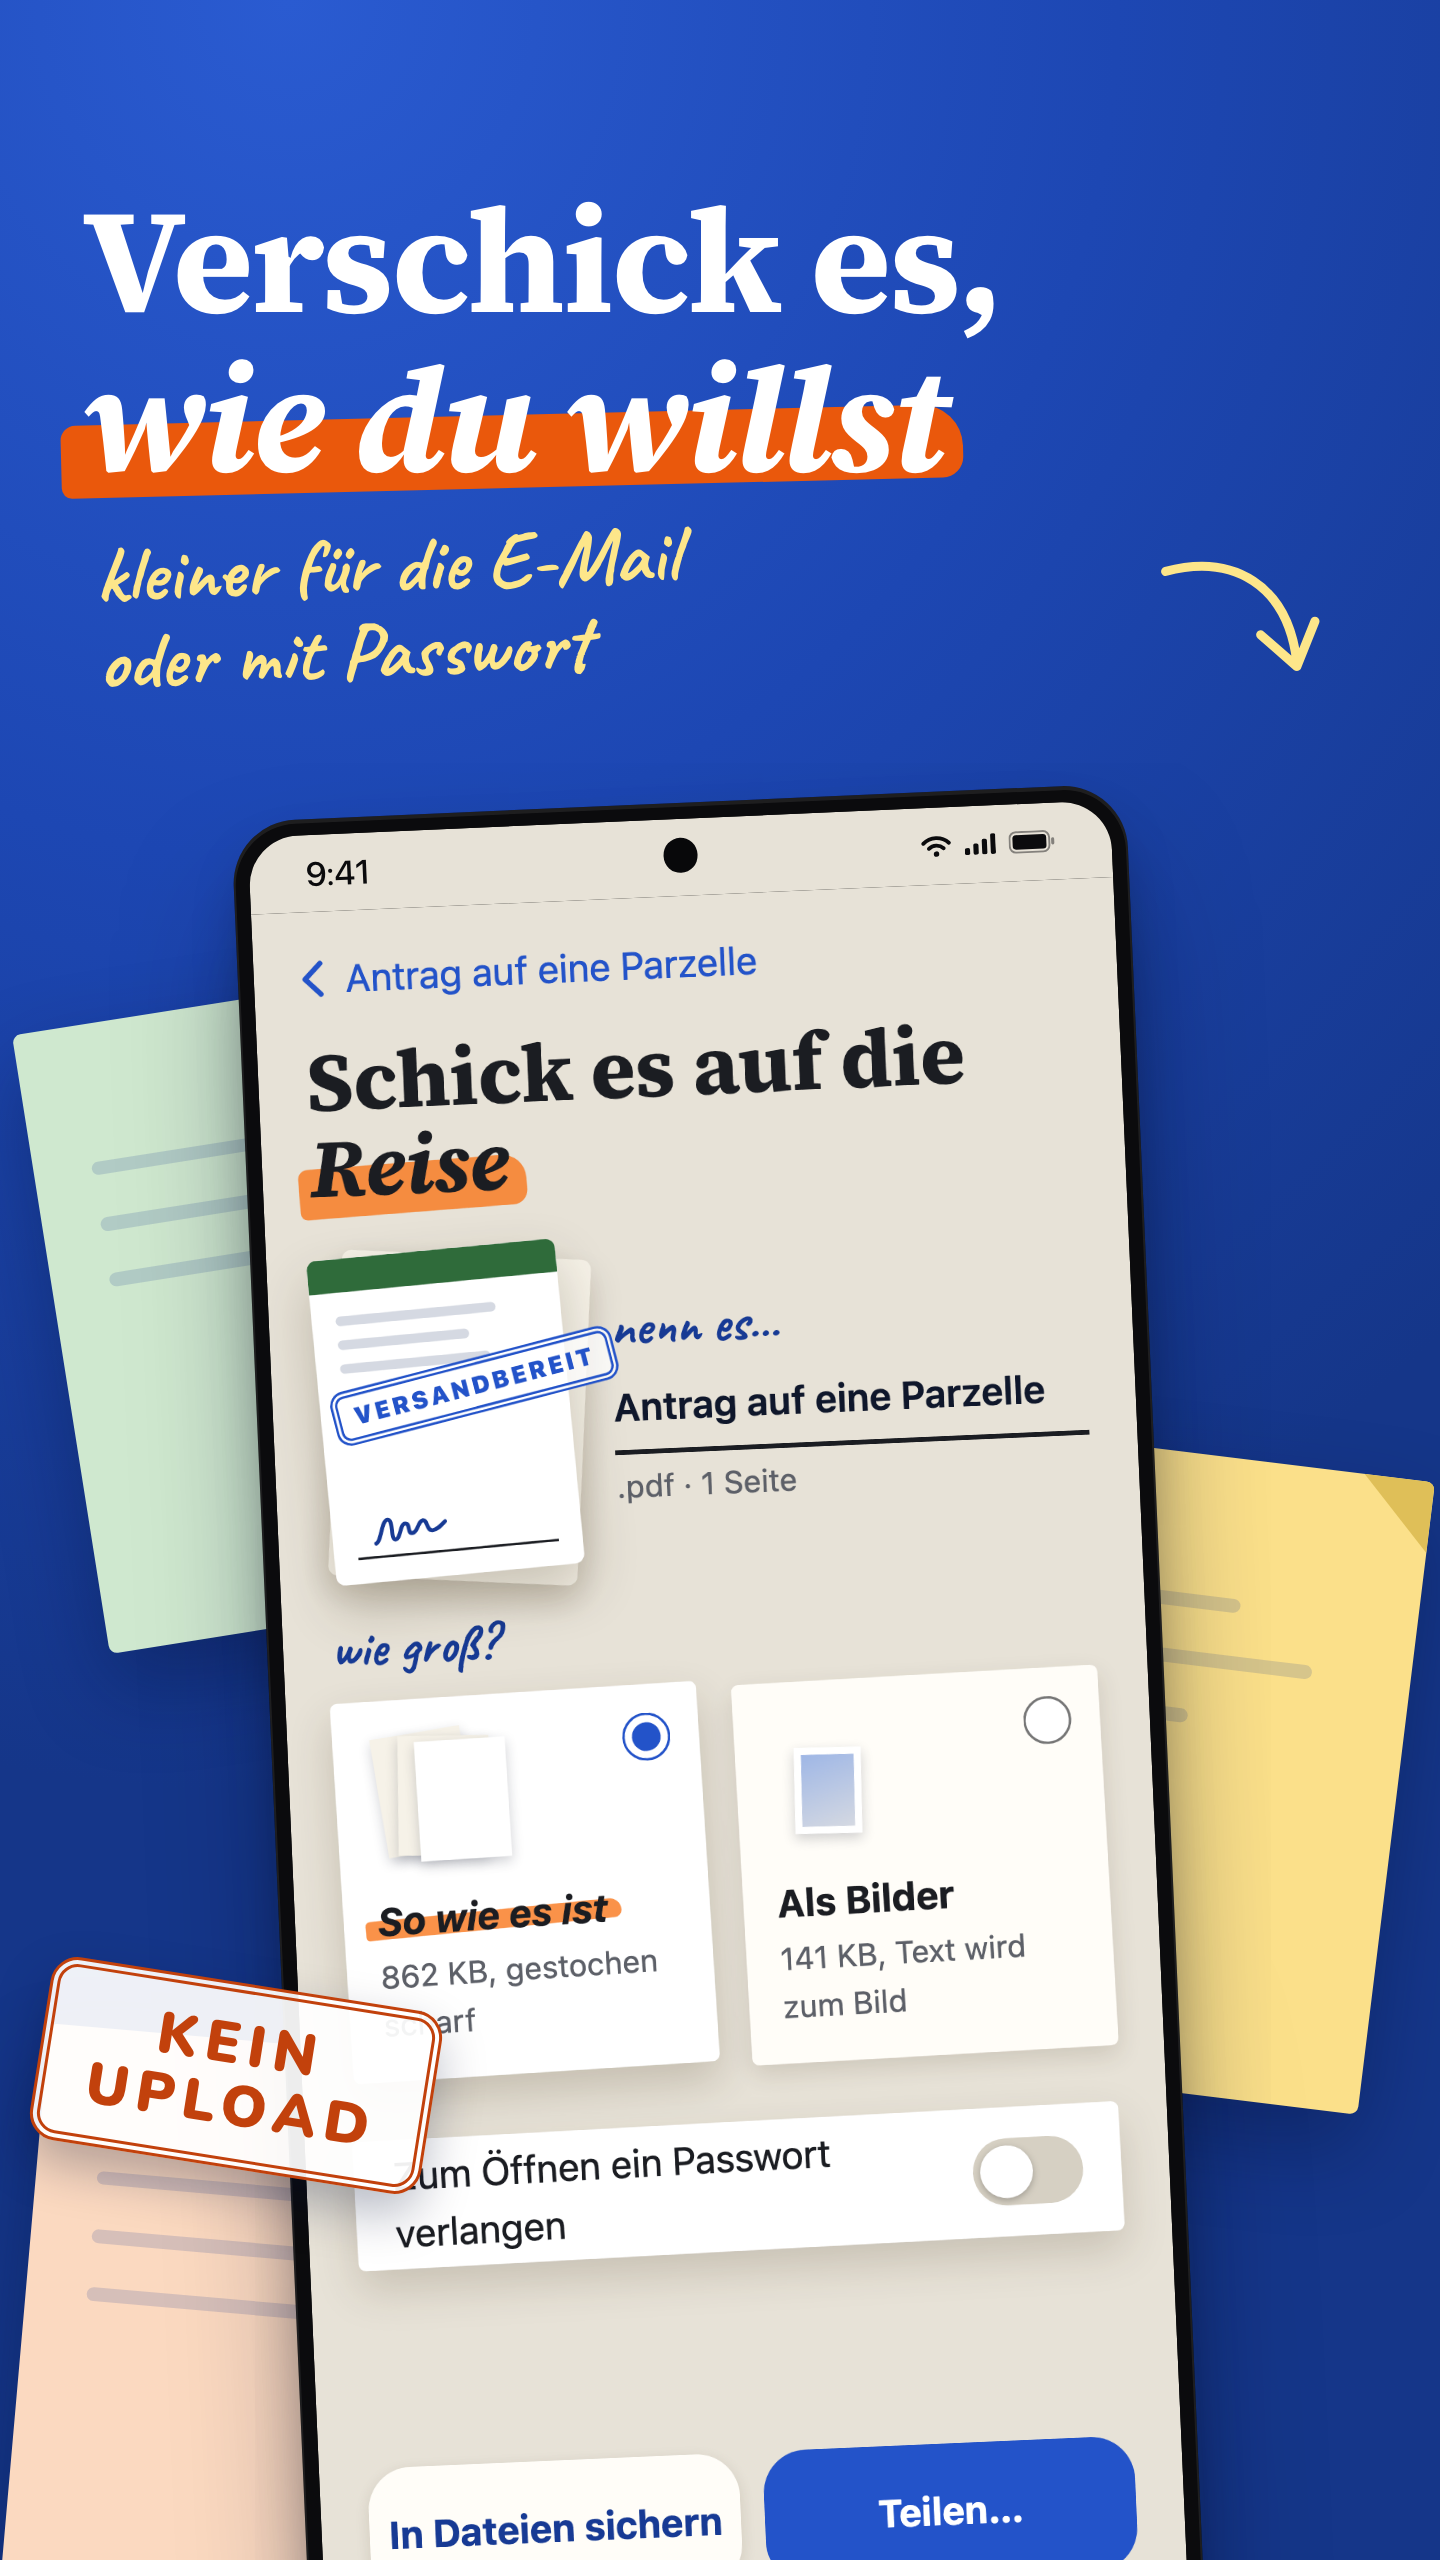 Verschick es,
wie du willst
kleiner für die E-Mail
oder mit Passwort
9:41
Antrag auf eine Parzelle
Schick es auf die
Reise
VERSANDBEREIT
nenn es...
Antrag auf eine Parzelle
.pdf · 1 Seite
wie groß?
So wie es ist
862 KB, gestochen
scharf
Als Bilder
141 KB, Text wird
zum Bild
KEIN
UPLOAD
Zum Öffnen ein Passwort
verlangen
In Dateien sichern
Teilen...